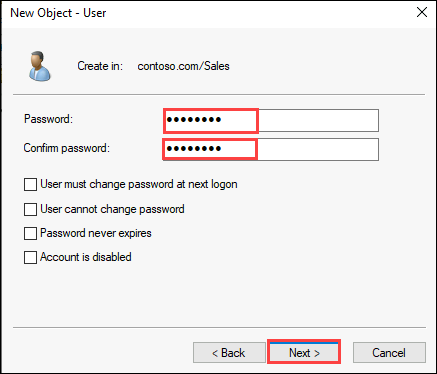 New Object - User
Create in: contoso.com/Sales
Password: ●●●●●●●●
Confirm password: ●●●●●●●●
User must change password at next logon
User cannot change password
Password never expires
Account is disabled
< Back Next > Cancel